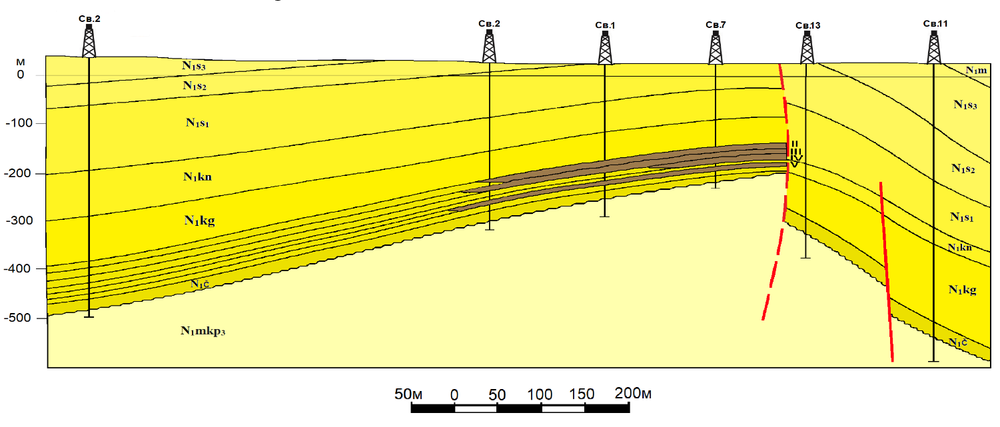 Св.2 Св.2 Св.1 Св.7 Св.13 Св.11
м
0
-100
-200
-300
-400
-500
N₁s₃
N₁s₂
N₁s₁
N₁kn
N₁kg
N₁č
N₁mkp₃
II
III
IV
V
N₁m
N₁s₃
N₁s₂
N₁s₁
N₁kn
N₁kg
N₁č
50м 0 50 100 150 200м